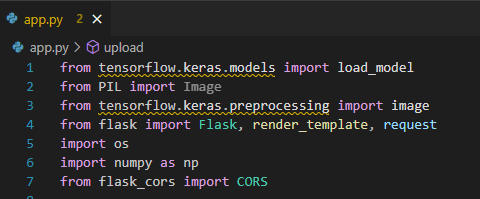 app.py 2 ×
app.py > upload
1 from tensorflow.keras.models import load_model
2 from PIL import Image
3 from tensorflow.keras.preprocessing import image
4 from flask import Flask, render_template, request
5 import os
6 import numpy as np
7 from flask_cors import CORS